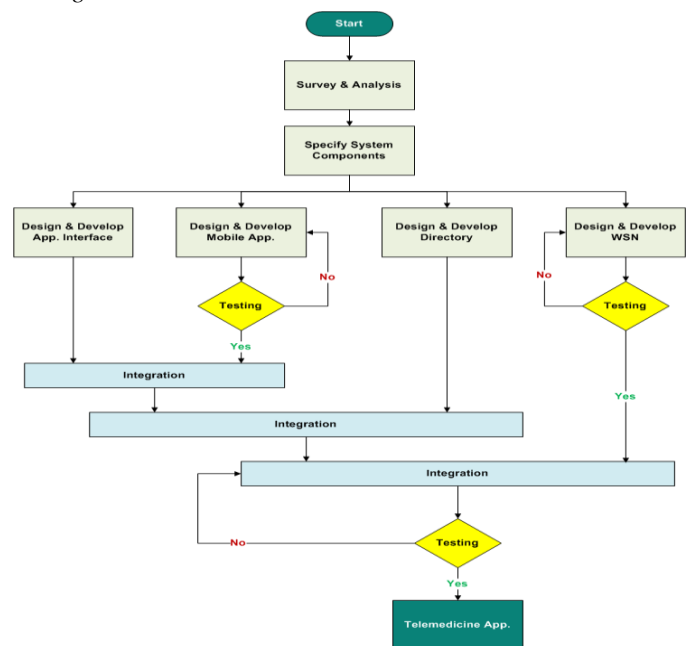 Start
Survey & Analysis
Specify System
Components
Design & Develop
App. Interface
Design & Develop
Mobile App.
Design & Develop
Directory
Design & Develop
WSN
No
No
Testing
Testing
Yes
Integration
Yes
Integration
Integration
No
Testing
Yes
Telemedicine App.